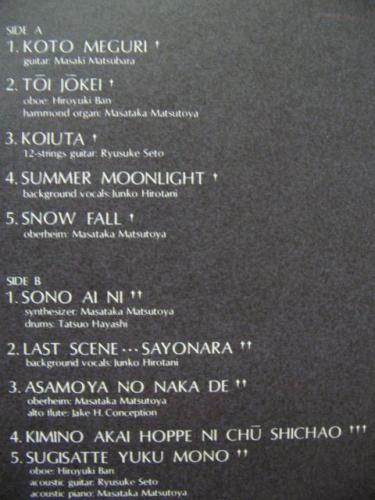 SIDE A
1. KOTO MEGURI †
guitar: Masaki Matsubara
2. TŌI JŌKEI †
oboe: Hiroyuki Ban
hammond organ: Masataka Matsutoya
3. KOIUTA †
12-strings guitar: Ryusuke Seto
4. SUMMER MOONLIGHT †
background vocals: Junko Hirotani
5. SNOW FALL †
oberheim: Masataka Matsutoya
SIDE B
1. SONO AI NI ††
synthesizer: Masataka Matsutoya
drums: Tatsuo Hayashi
2. LAST SCENE⋯SAYONARA ††
background vocals: Junko Hirotani
3. ASAMOYA NO NAKA DE ††
oberheim: Masataka Matsutoya
alto flute: Jake H. Conception
4. KIMINO AKAI HOPPE NI CHŪ SHICHAO †††
5. SUGISATTE YUKU MONO ††
oboe: Hiroyuki Ban
acoustic guitar: Ryusuke Seto
acoustic piano: Masataka Matsutoya